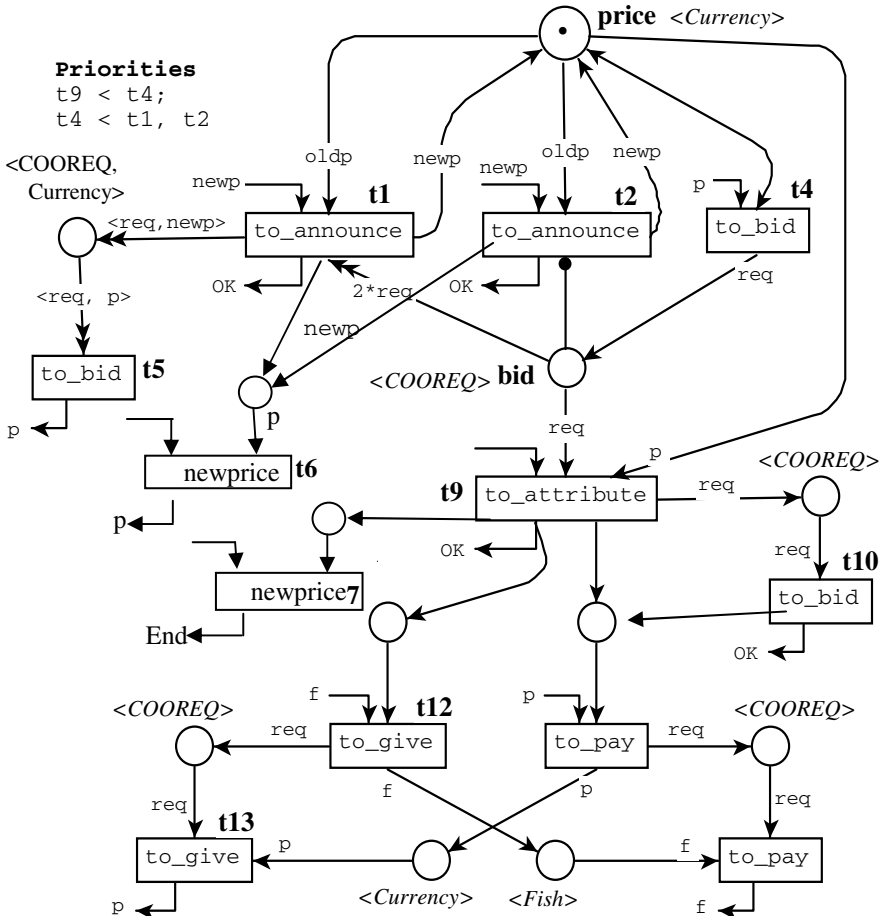 price <Currency>
Priorities
t9 < t4;
t4 < t1, t2
<COOREQ,
Currency>
oldp
newp
oldp
newp
newp
newp
p
t1
t2
t4
<req,newp>
to_announce
to_announce
to_bid
OK
2*req
OK
req
<req, p>
newp
to_bid
t5
<COOREQ> bid
p
p
req
newprice
t6
p
<COOREQ>
t9
to_attribute
req
p
OK
req
t10
newprice7
to_bid
End
OK
f
t12
p
<COOREQ>
<COOREQ>
req
to_give
to_pay
req
f
p
req
req
t13
to_give
p
f
to_pay
<Currency>
<Fish>
p
f